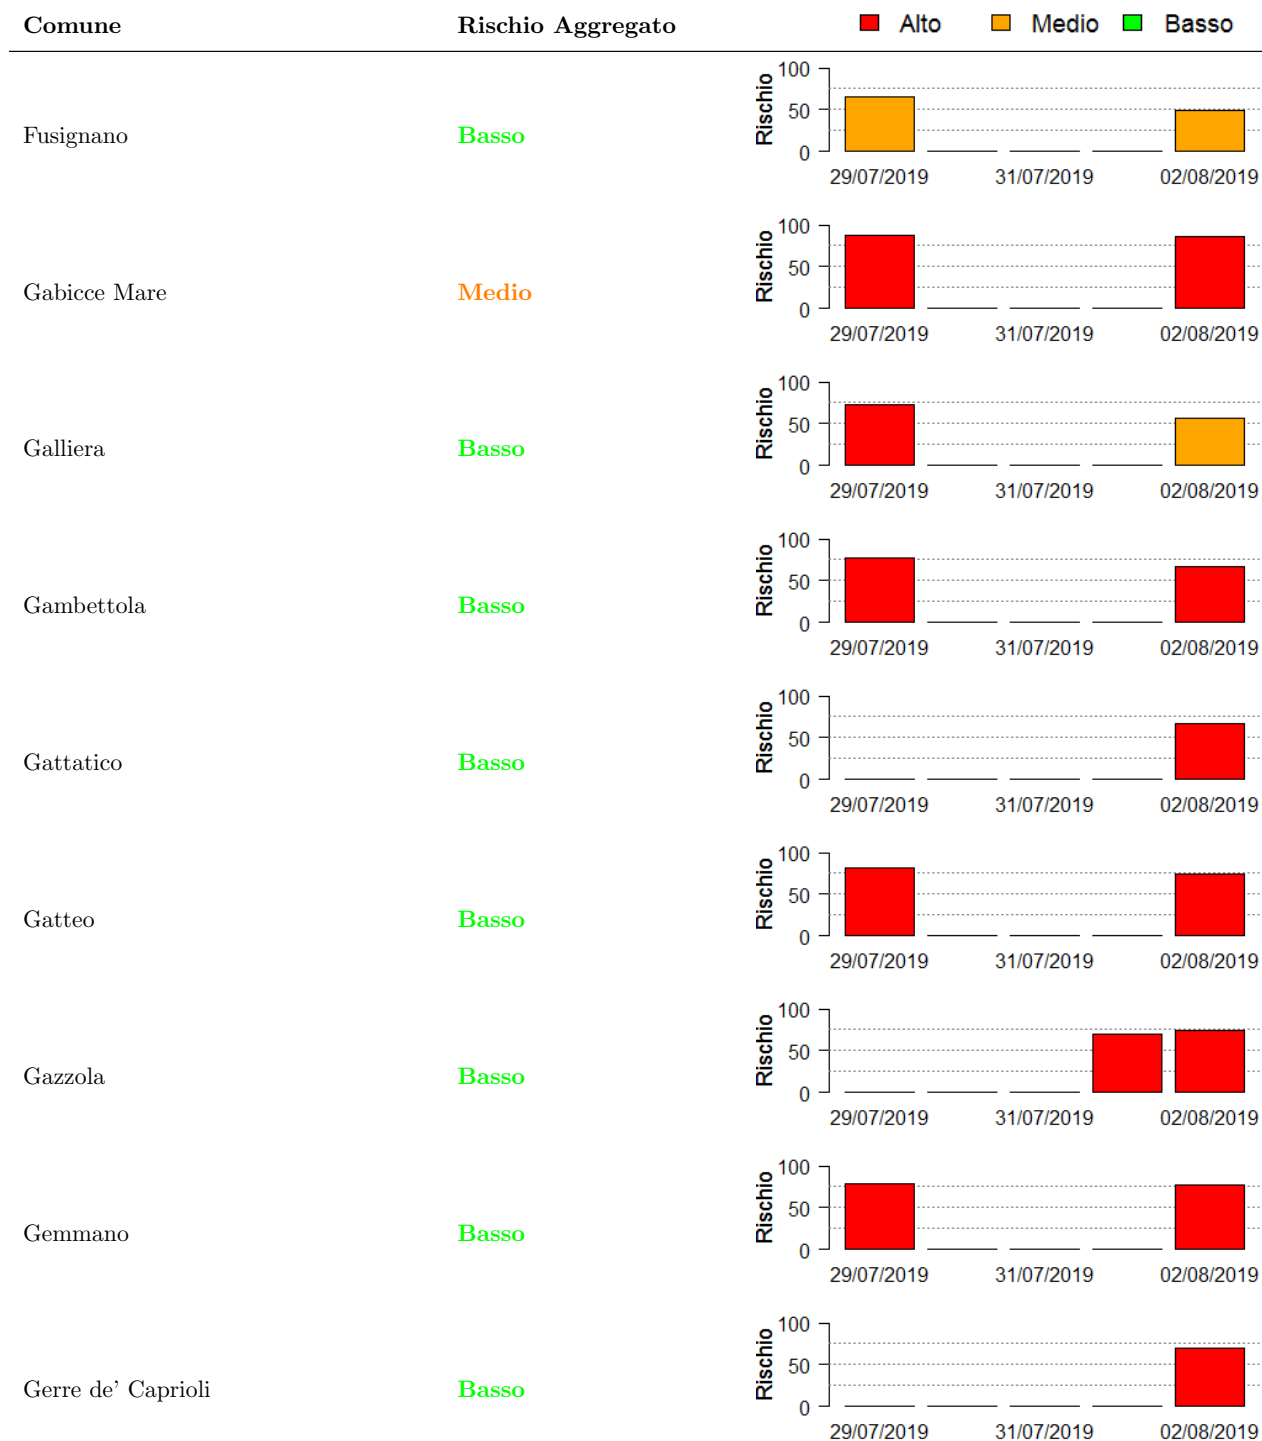 Comune Rischio Aggregato Alto Medio Basso
Fusignano Basso
Rischio
100
50
0
29/07/2019 31/07/2019 02/08/2019
Gabicce Mare Medio
Rischio
100
50
0
29/07/2019 31/07/2019 02/08/2019
Galliera Basso
Rischio
100
50
0
29/07/2019 31/07/2019 02/08/2019
Gambettola Basso
Rischio
100
50
0
29/07/2019 31/07/2019 02/08/2019
Gattatico Basso
Rischio
100
50
0
29/07/2019 31/07/2019 02/08/2019
Gatteo Basso
Rischio
100
50
0
29/07/2019 31/07/2019 02/08/2019
Gazzola Basso
Rischio
100
50
0
29/07/2019 31/07/2019 02/08/2019
Gemmano Basso
Rischio
100
50
0
29/07/2019 31/07/2019 02/08/2019
Gerre de' Caprioli Basso
Rischio
100
50
0
29/07/2019 31/07/2019 02/08/2019